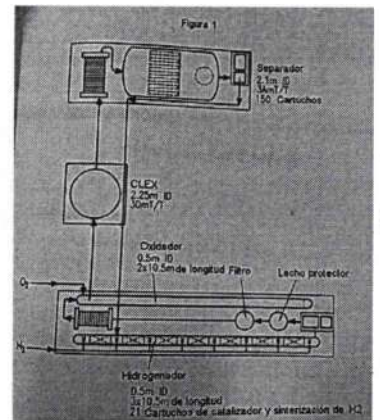 Figura 1
Separador
2.1m ID
3AmT/T
150 Cartuchos
CLEX
2.25m ID
30mT/T
Oxidador
0.5m ID
2x10.5m de longitud
Filtro
Lecho protector
O2
H2
Hidrogenador
0.5m ID
3x10.5m de longitud
21 Cartuchos de catalizador y sinterización de H2